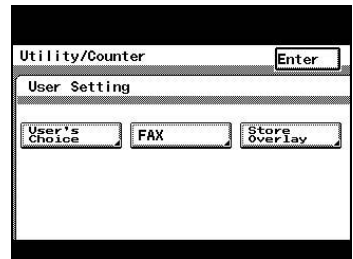 Utility/Counter
Enter
User Setting
User's
Choice
FAX
Store
Overlay